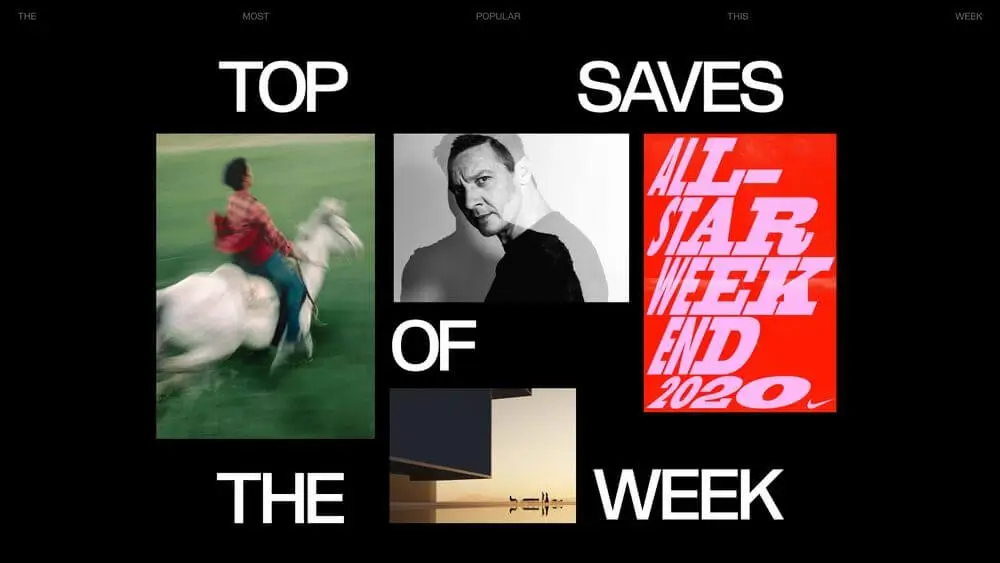 THE MOST POPULAR THIS WEEK
TOP SAVES
ALL-
STAR
WEEK
END
2020
OF
THE WEEK